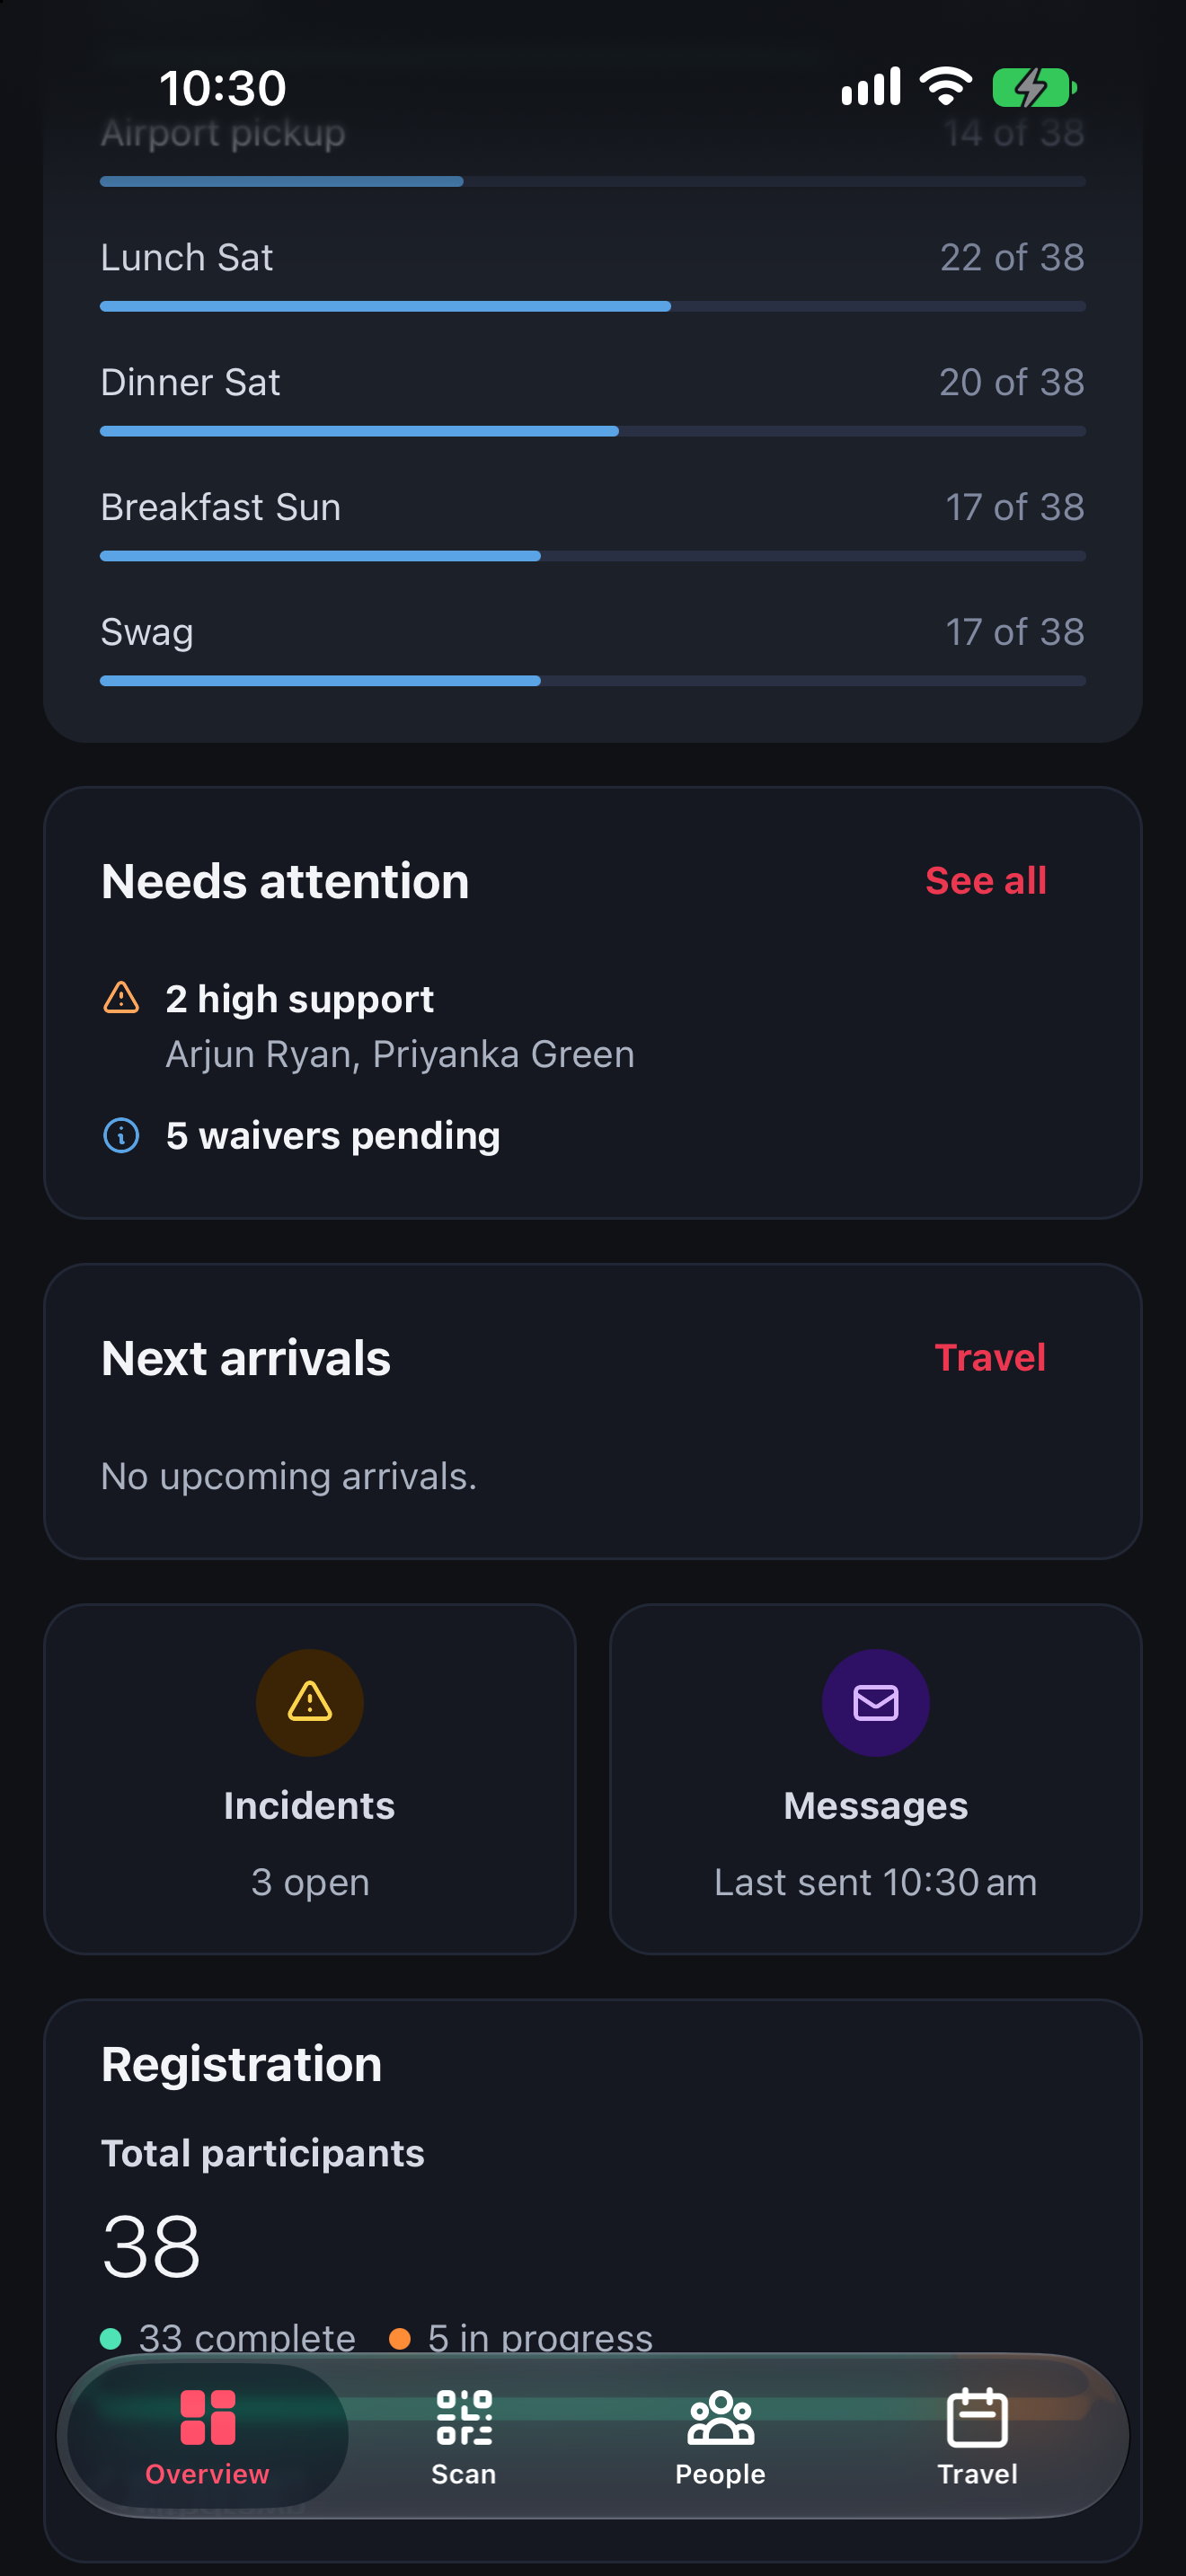 10:30
Airport pickup 14 of 38
Lunch Sat 22 of 38
Dinner Sat 20 of 38
Breakfast Sun 17 of 38
Swag 17 of 38
Needs attention See all
2 high support
Arjun Ryan, Priyanka Green
5 waivers pending
Next arrivals Travel
No upcoming arrivals.
Incidents
3 open
Messages
Last sent 10:30 am
Registration
Total participants
38
33 complete 5 in progress
Overview Scan People Travel